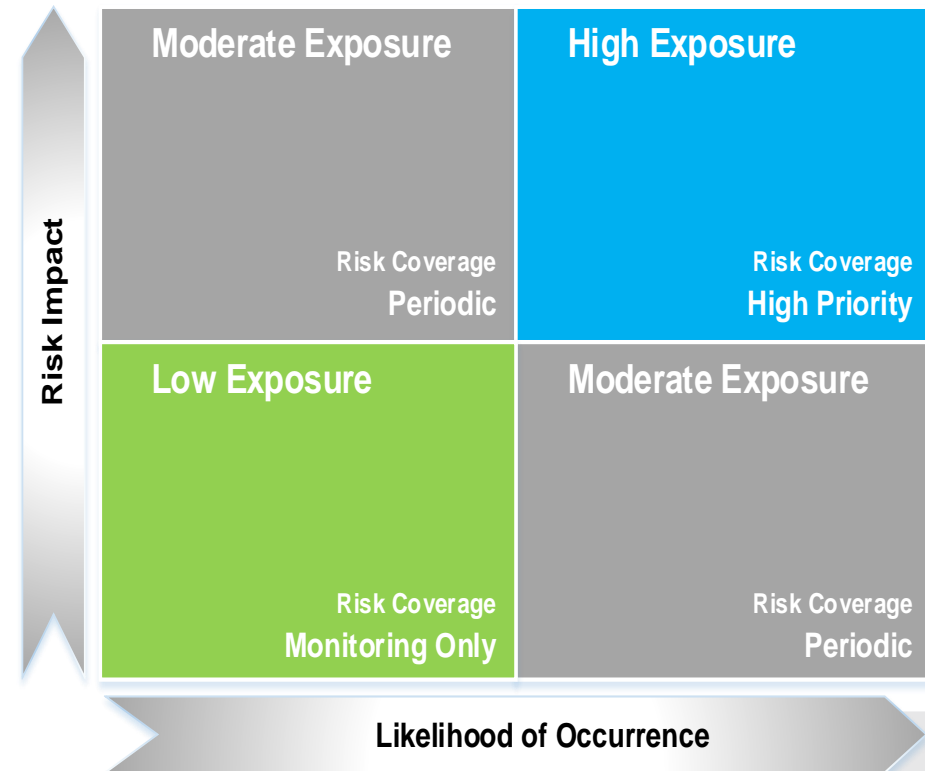 Moderate Exposure
High Exposure
Risk Coverage
Periodic
Risk Coverage
High Priority
Risk Impact
Low Exposure
Moderate Exposure
Risk Coverage
Monitoring Only
Risk Coverage
Periodic
Likelihood of Occurrence